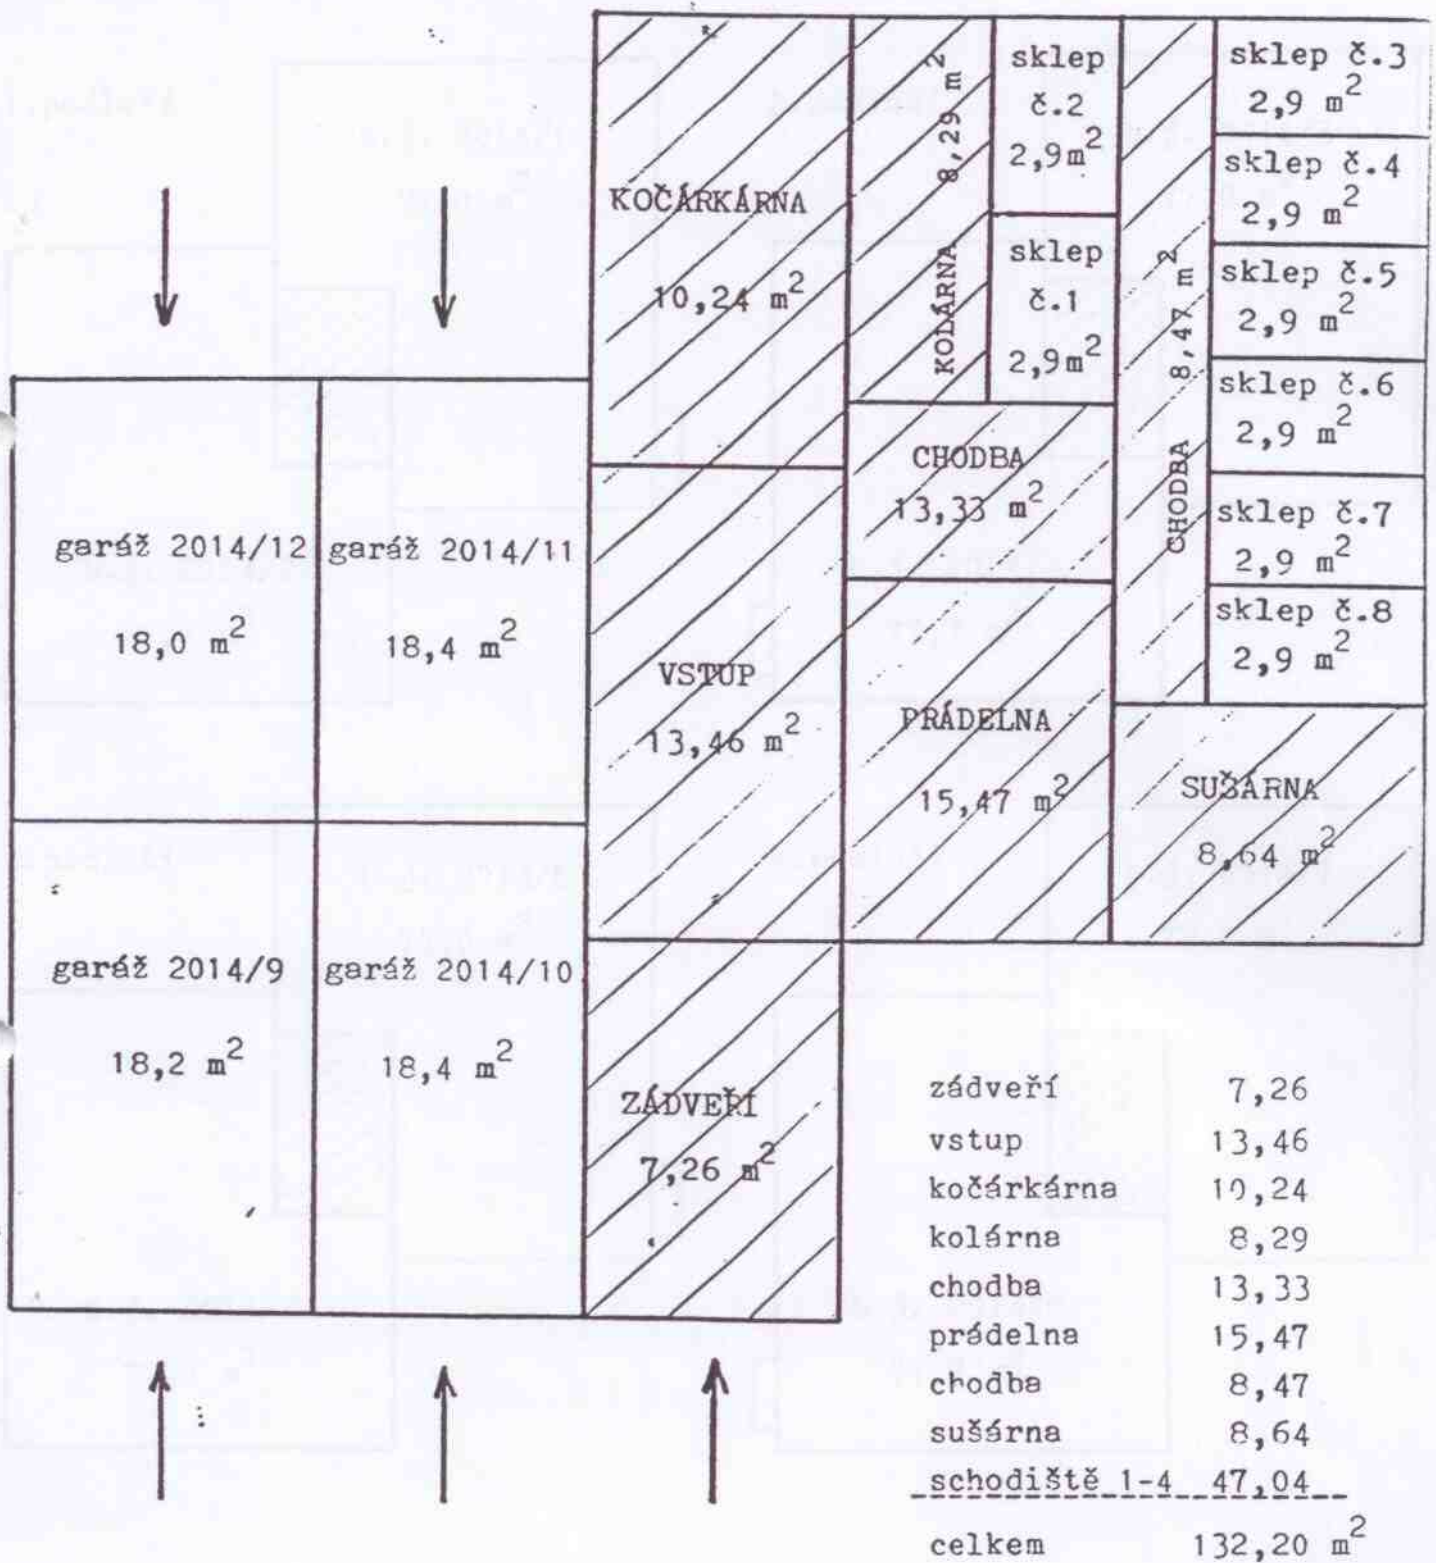 KOČÁRKÁRNA
10,24 m²
KOLÁRNA 8,29 m²
sklep
č.2
2,9 m²
sklep
č.1
2,9 m²
CHODBA 8,47 m²
sklep č.3
2,9 m²
sklep č.4
2,9 m²
sklep č.5
2,9 m²
sklep č.6
2,9 m²
sklep č.7
2,9 m²
sklep č.8
2,9 m²
CHODBA
13,33 m²
garáž 2014/12
18,0 m²
garáž 2014/11
18,4 m²
VSTUP
13,46 m²
PRÁDELNA
15,47 m²
SUŠÁRNA
8,64 m²
garáž 2014/9
18,2 m²
garáž 2014/10
18,4 m²
ZÁDVEŘÍ
7,26 m²
zádveří 7,26
vstup 13,46
kočárkárna 10,24
kolárna 8,29
chodba 13,33
prádelna 15,47
chodba 8,47
sušárna 8,64
schodiště 1-4 47,04
celkem 132,20 m²